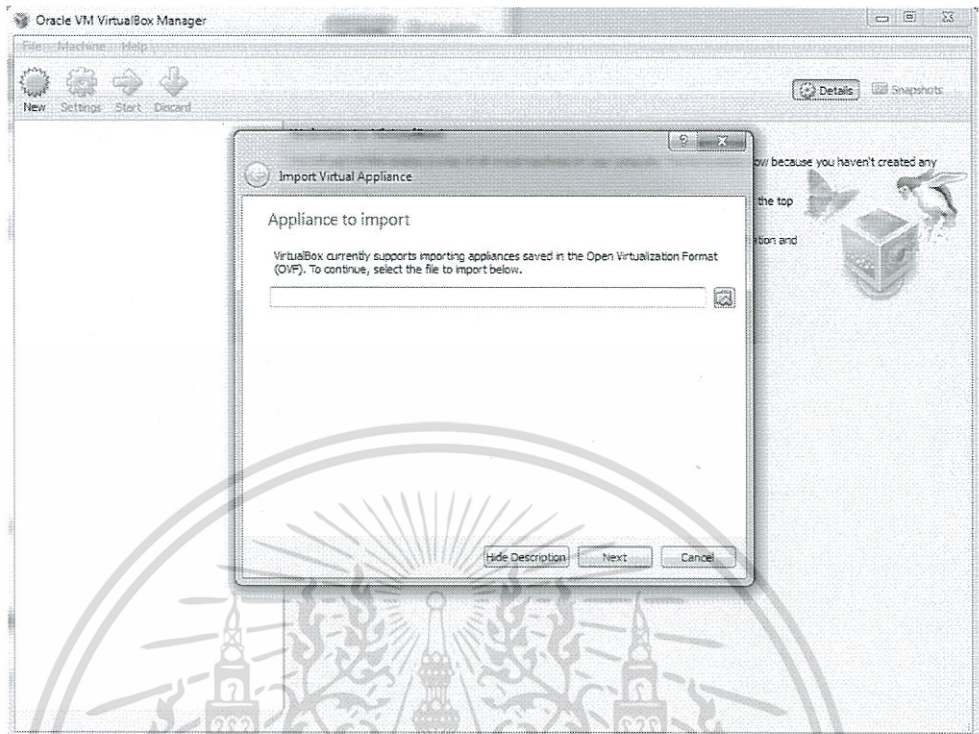 Oracle VM VirtualBox Manager
File Machine Help
New Settings Start Discard
Details Snapshots
ow because you haven't created any
Import Virtual Appliance
the top
Appliance to import
ation and
VirtualBox currently supports importing appliances saved in the Open Virtualization Format
(OVF). To continue, select the file to import below.
Hide Description Next Cancel